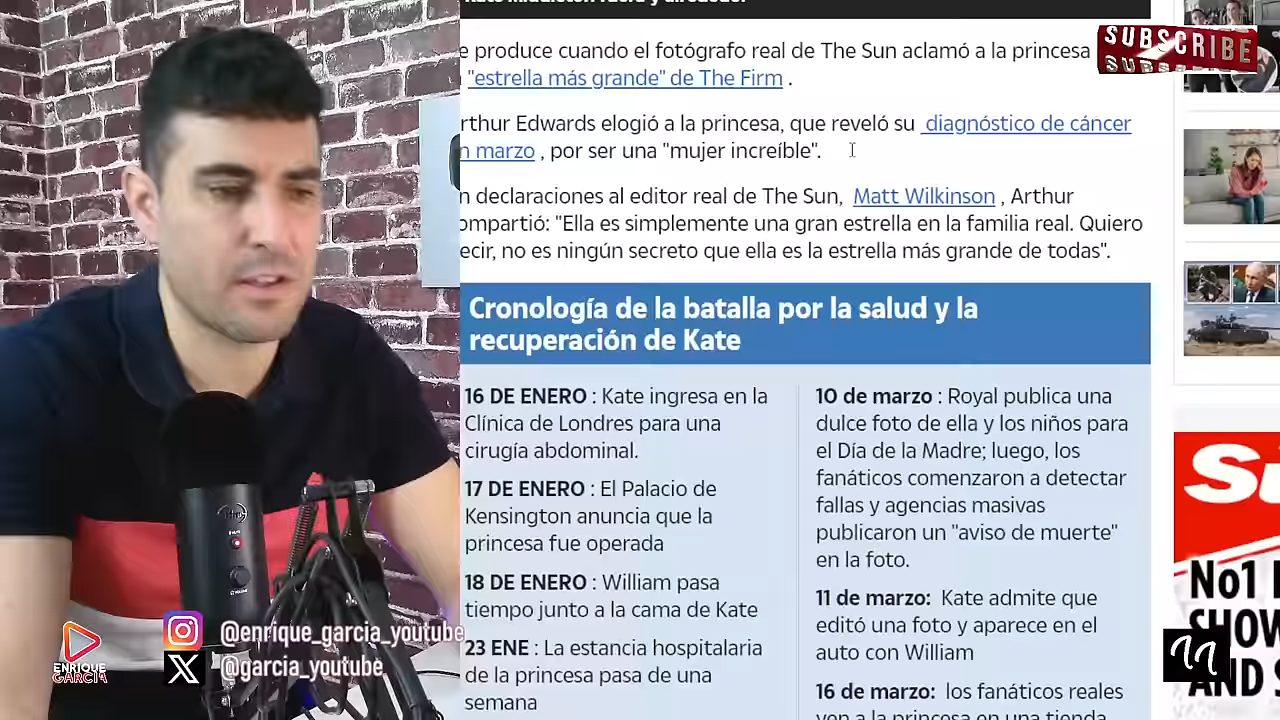 e produce cuando el fotógrafo real de The Sun aclamó a la princesa
"estrella más grande" de The Firm .
rthur Edwards elogió a la princesa, que reveló su diagnóstico de cáncer
n marzo , por ser una "mujer increíble".
n declaraciones al editor real de The Sun, Matt Wilkinson , Arthur
ompartió: "Ella es simplemente una gran estrella en la familia real. Quiero
ecir, no es ningún secreto que ella es la estrella más grande de todas".
Cronología de la batalla por la salud y la
recuperación de Kate
16 DE ENERO : Kate ingresa en la
Clínica de Londres para una
cirugía abdominal.
17 DE ENERO : El Palacio de
Kensington anuncia que la
princesa fue operada
18 DE ENERO : William pasa
tiempo junto a la cama de Kate
23 ENE : La estancia hospitalaria
de la princesa pasa de una
semana
10 de marzo : Royal publica una
dulce foto de ella y los niños para
el Día de la Madre; luego, los
fanáticos comenzaron a detectar
fallas y agencias masivas
publicaron un "aviso de muerte"
en la foto.
11 de marzo: Kate admite que
editó una foto y aparece en el
auto con William
16 de marzo: los fanáticos reales
ven a la princesa en una tienda
SUBSCRIBE
No1
SHOW
AND S
@enrique_garcia_youtube
@garcia_youtube
ENRIQUE
GARCIA